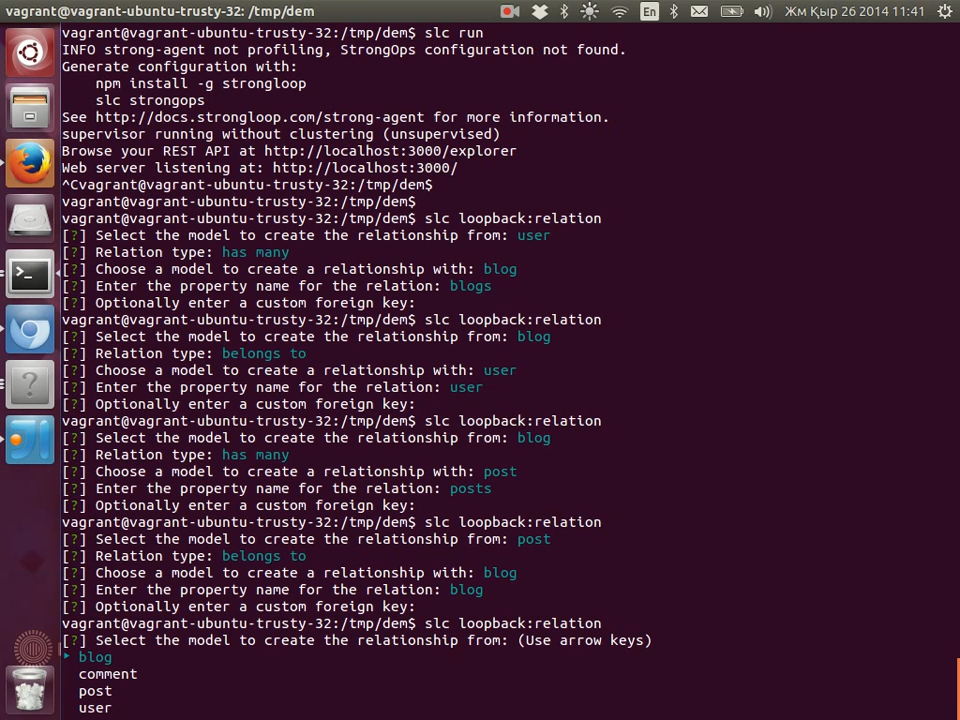 vagrant@vagrant-ubuntu-trusty-32: /tmp/dem
En
Жм Қыр 26 2014 11:41
vagrant@vagrant-ubuntu-trusty-32:/tmp/dem$ slc run
INFO strong-agent not profiling, StrongOps configuration not found.
Generate configuration with:
    npm install -g strongloop
    slc strongops
See http://docs.strongloop.com/strong-agent for more information.
supervisor running without clustering (unsupervised)
Browse your REST API at http://localhost:3000/explorer
Web server listening at: http://localhost:3000/
^Cvagrant@vagrant-ubuntu-trusty-32:/tmp/dem$
vagrant@vagrant-ubuntu-trusty-32:/tmp/dem$
vagrant@vagrant-ubuntu-trusty-32:/tmp/dem$ slc loopback:relation
[?] Select the model to create the relationship from: user
[?] Relation type: has many
[?] Choose a model to create a relationship with: blog
[?] Enter the property name for the relation: blogs
[?] Optionally enter a custom foreign key:
vagrant@vagrant-ubuntu-trusty-32:/tmp/dem$ slc loopback:relation
[?] Select the model to create the relationship from: blog
[?] Relation type: belongs to
[?] Choose a model to create a relationship with: user
[?] Enter the property name for the relation: user
[?] Optionally enter a custom foreign key:
vagrant@vagrant-ubuntu-trusty-32:/tmp/dem$ slc loopback:relation
[?] Select the model to create the relationship from: blog
[?] Relation type: has many
[?] Choose a model to create a relationship with: post
[?] Enter the property name for the relation: posts
[?] Optionally enter a custom foreign key:
vagrant@vagrant-ubuntu-trusty-32:/tmp/dem$ slc loopback:relation
[?] Select the model to create the relationship from: post
[?] Relation type: belongs to
[?] Choose a model to create a relationship with: blog
[?] Enter the property name for the relation: blog
[?] Optionally enter a custom foreign key:
vagrant@vagrant-ubuntu-trusty-32:/tmp/dem$ slc loopback:relation
[?] Select the model to create the relationship from: (Use arrow keys)
‣ blog
  comment
  post
  user